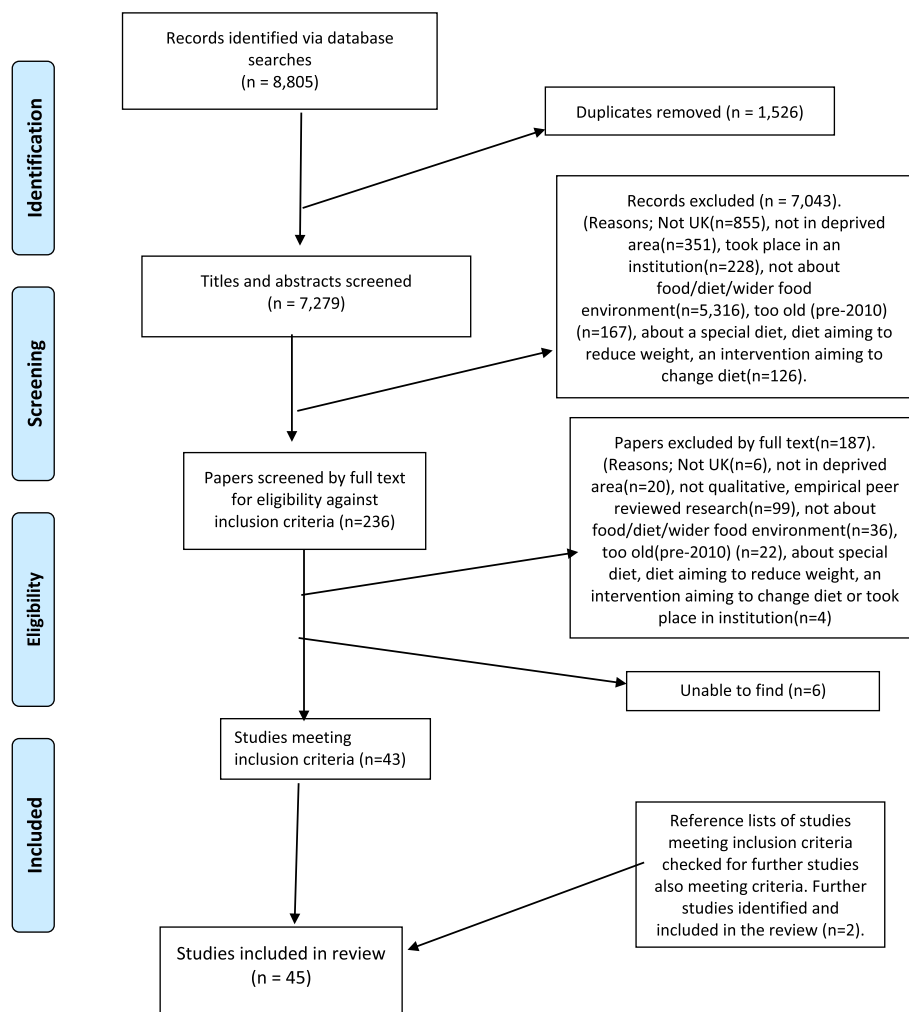 Identification
Records identified via database
searches
(n = 8,805)
Duplicates removed (n = 1,526)
Records excluded (n = 7,043).
(Reasons; Not UK(n=855), not in deprived
area(n=351), took place in an
institution(n=228), not about
food/diet/wider food
environment(n=5,316), too old (pre-2010)
(n=167), about a special diet, diet aiming to
reduce weight, an intervention aiming to
change diet(n=126).
Screening
Titles and abstracts screened
(n = 7,279)
Papers screened by full text
for eligibility against
inclusion criteria (n=236)
Papers excluded by full text(n=187).
(Reasons; Not UK(n=6), not in deprived
area(n=20), not qualitative, empirical peer
reviewed research(n=99), not about
food/diet/wider food environment(n=36),
too old(pre-2010) (n=22), about special
diet, diet aiming to reduce weight, an
intervention aiming to change diet or took
place in institution(n=4)
Eligibility
Unable to find (n=6)
Studies meeting
inclusion criteria (n=43)
Included
Reference lists of studies
meeting inclusion criteria
checked for further studies
also meeting criteria. Further
studies identified and
included in the review (n=2).
Studies included in review
(n = 45)